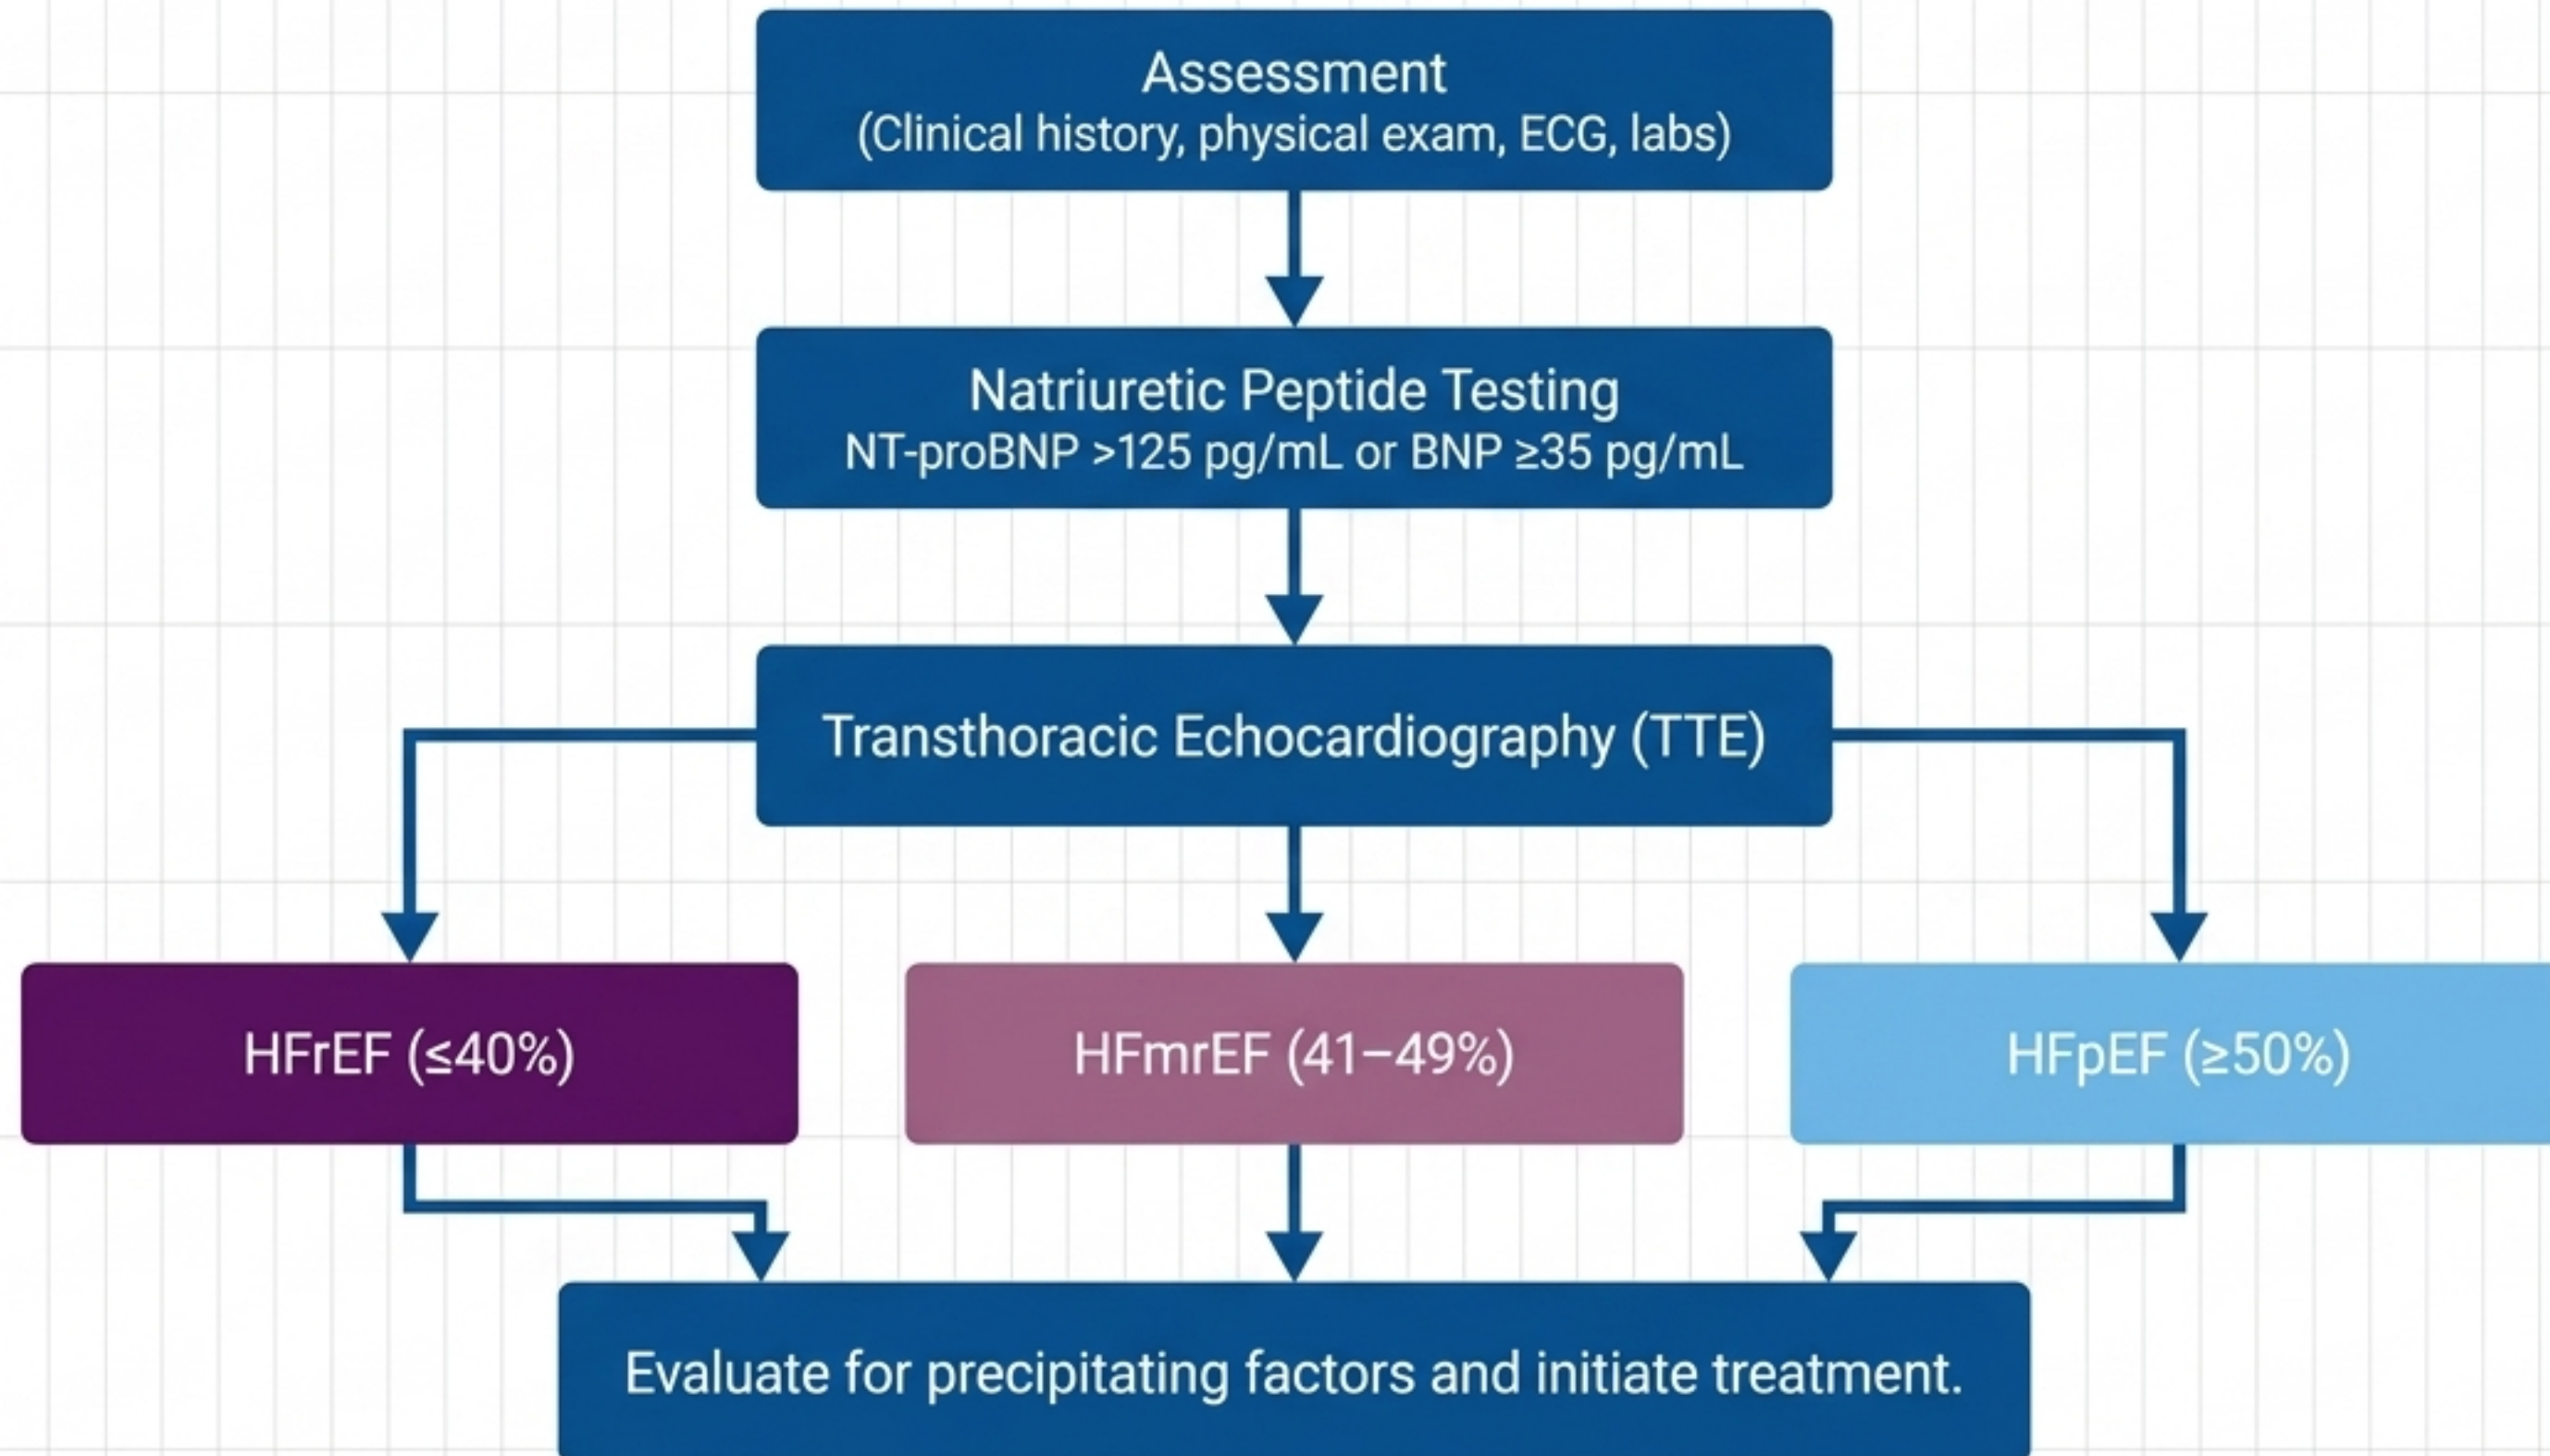 Assessment
(Clinical history, physical exam, ECG, labs)
Natriuretic Peptide Testing
NT-proBNP >125 pg/mL or BNP ≥35 pg/mL
Transthoracic Echocardiography (TTE)
HFrEF (≤40%)
HFmrEF (41–49%)
HFpEF (≥50%)
Evaluate for precipitating factors and initiate treatment.